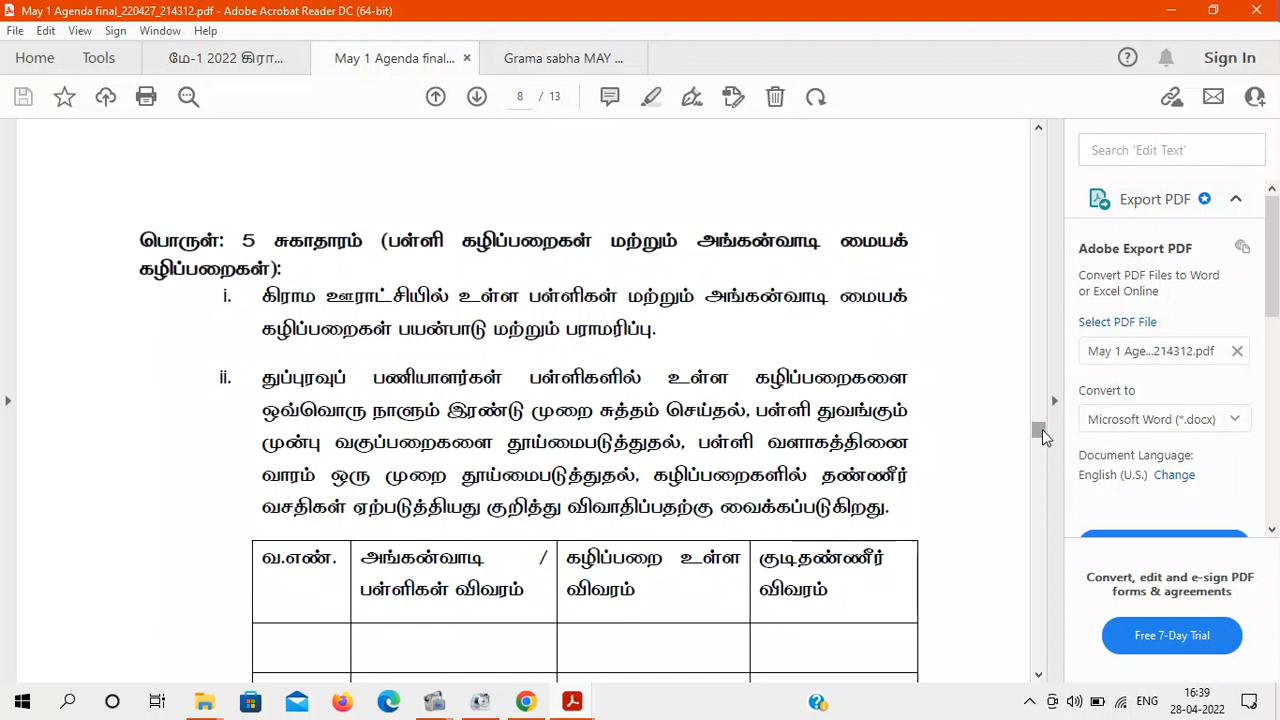 May 1 Agenda final_220427_214312.pdf - Adobe Acrobat Reader DC (64-bit)
File Edit View Sign Window Help
Home Tools மே-1 2022 கிரா... May 1 Agenda final... × Grama sabha MAY ... Sign In
8 / 13
Search 'Edit Text'
Export PDF
Adobe Export PDF
Convert PDF Files to Word
or Excel Online
Select PDF File
May 1 Age...214312.pdf
Convert to
Microsoft Word (*.docx)
Document Language:
English (U.S.) Change
Convert, edit and e-sign PDF
forms & agreements
Free 7-Day Trial
பொருள்: 5 சுகாதாரம் (பள்ளி கழிப்பறைகள் மற்றும் அங்கன்வாடி மையக்
கழிப்பறைகள்):
i. கிராம ஊராட்சியில் உள்ள பள்ளிகள் மற்றும் அங்கன்வாடி மையக்
கழிப்பறைகள் பயன்பாடு மற்றும் பராமரிப்பு.
ii. துப்புரவுப் பணியாளர்கள் பள்ளிகளில் உள்ள கழிப்பறைகளை
ஒவ்வொரு நாளும் இரண்டு முறை சுத்தம் செய்தல், பள்ளி துவங்கும்
முன்பு வகுப்பறைகளை தூய்மைபடுத்துதல், பள்ளி வளாகத்தினை
வாரம் ஒரு முறை தூய்மைபடுத்துதல், கழிப்பறைகளில் தண்ணீர்
வசதிகள் ஏற்படுத்தியது குறித்து விவாதிப்பதற்கு வைக்கப்படுகிறது.
வ.எண். அங்கன்வாடி / கழிப்பறை உள்ள குடிதண்ணீர்
பள்ளிகள் விவரம் விவரம் விவரம்
ENG 16:39
28-04-2022